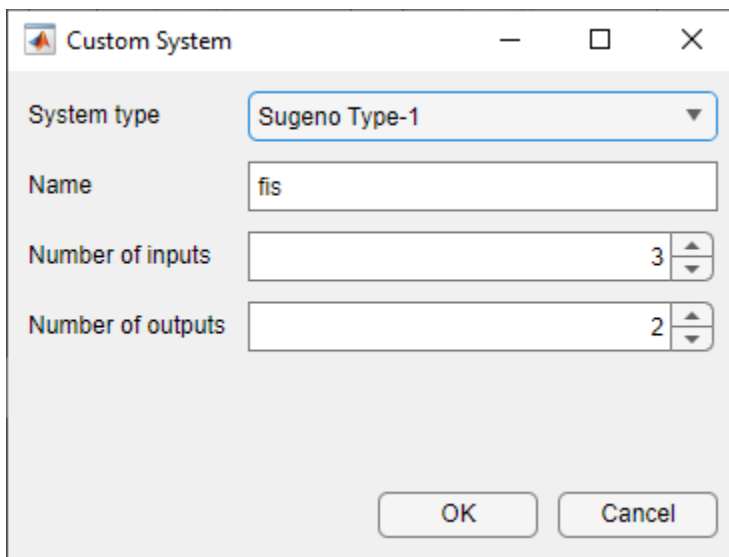 Custom System
System type Sugeno Type-1
Name fis
Number of inputs 3
Number of outputs 2
OK Cancel